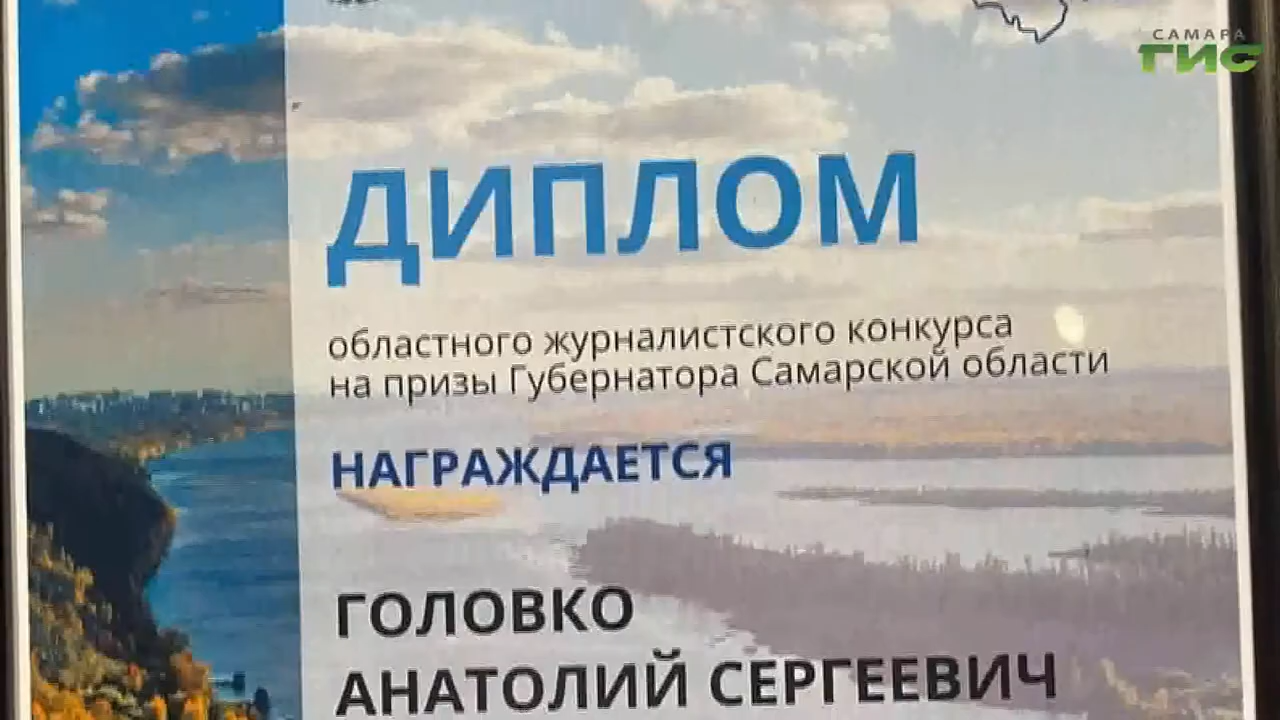 САМАРА
ГИС
ДИПЛОМ
областного журналистского конкурса
на призы Губернатора Самарской области
НАГРАЖДАЕТСЯ
ГОЛОВКО
АНАТОЛИЙ СЕРГЕЕВИЧ